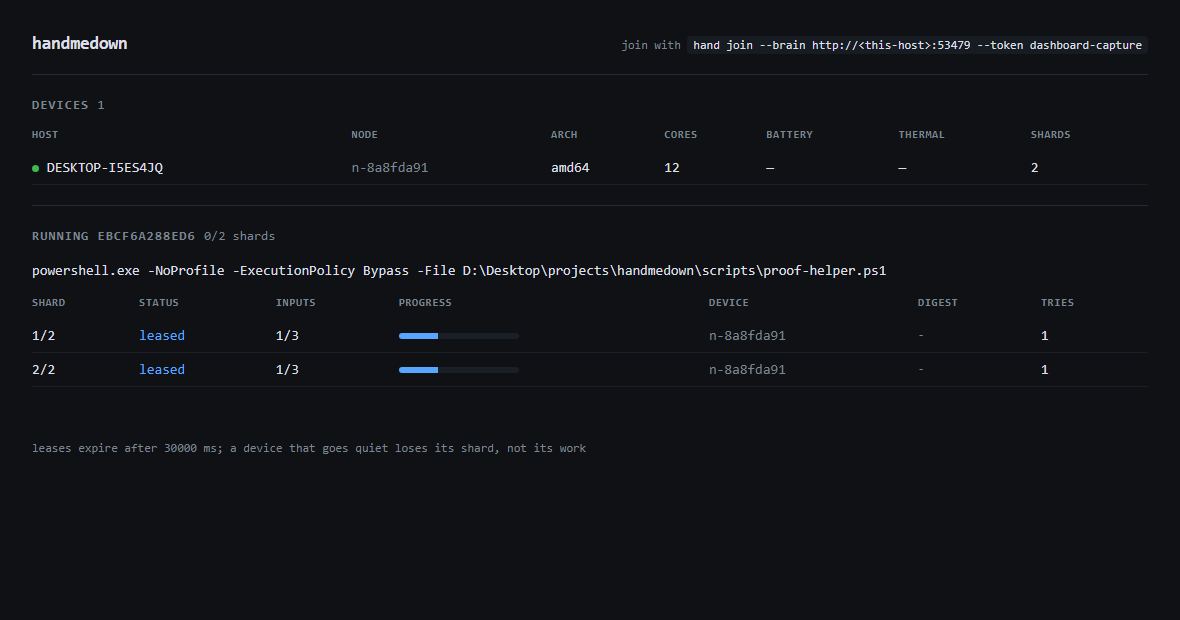 handmedown
join with hand join --brain http://<this-host>:53479 --token dashboard-capture
DEVICES 1
HOST NODE ARCH CORES BATTERY THERMAL SHARDS
DESKTOP-I5ES4JQ n-8a8fda91 amd64 12 — — 2
RUNNING EBCF6A288ED6 0/2 shards
powershell.exe -NoProfile -ExecutionPolicy Bypass -File D:\Desktop\projects\handmedown\scripts\proof-helper.ps1
SHARD STATUS INPUTS PROGRESS DEVICE DIGEST TRIES
1/2 leased 1/3 n-8a8fda91 - 1
2/2 leased 1/3 n-8a8fda91 - 1
leases expire after 30000 ms; a device that goes quiet loses its shard, not its work